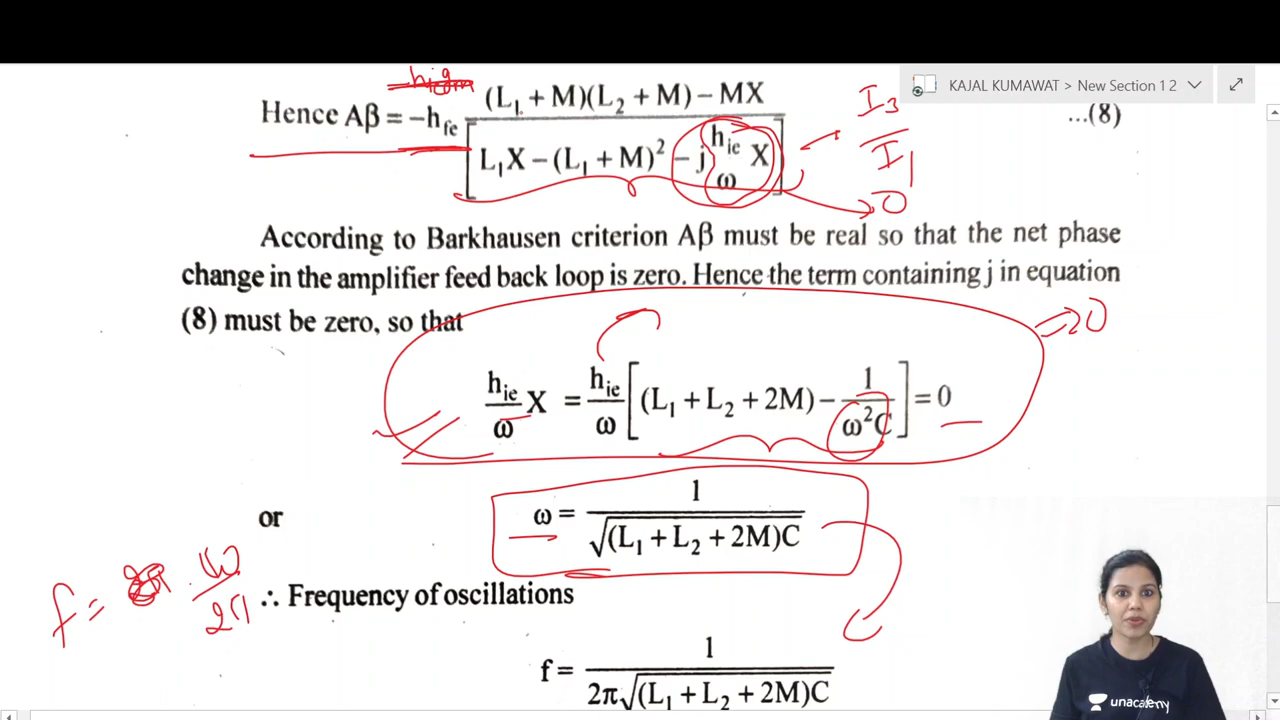 KAJAL KUMAWAT > New Section 1 2
Hence Aβ = −h_fe (L₁ + M)(L₂ + M) − MX / [L₁X − (L₁ + M)² − j h_ie/ω X] ...(8)
I₃/I₁
0
According to Barkhausen criterion Aβ must be real so that the net phase
change in the amplifier feed back loop is zero. Hence the term containing j in equation
(8) must be zero, so that
⇒ 0
h_ie/ω X = h_ie/ω [(L₁ + L₂ + 2M) − 1/ω²C] = 0
or ω = 1/√(L₁ + L₂ + 2M)C
f = ω/2π
∴ Frequency of oscillations
f = 1/2π√(L₁ + L₂ + 2M)C
unacademy